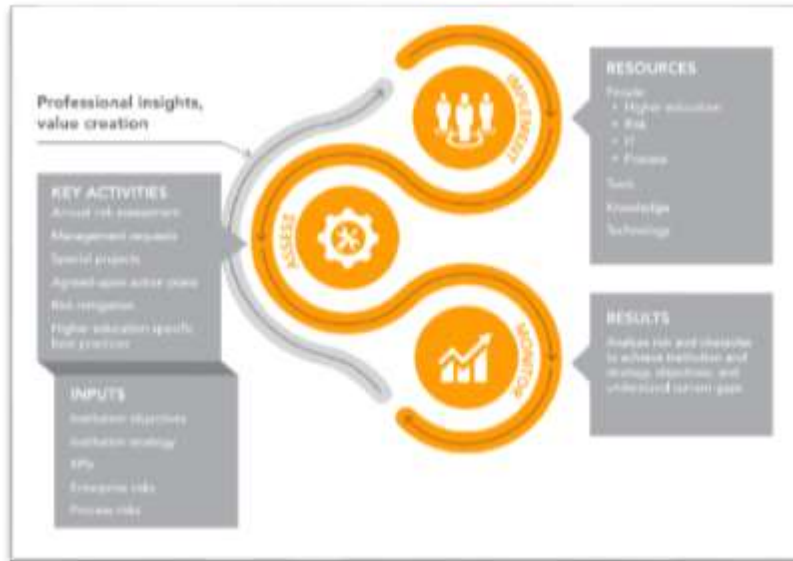 Professional insights,
value creation
KEY ACTIVITIES
Annual risk assessment
Management requests
Special projects
Agreed-upon action plans
Risk mitigation
Higher education specific
best practices
INPUTS
Institution objectives
Institution strategy
KPIs
Enterprise risks
Process risks
ASSESS
IMPLEMENT
MONITOR
RESOURCES
People:
• Higher education
• Risk
• IT
• Process
Tools
Knowledge
Technology
RESULTS
Analyze risk and obstacles
to achieve institution and
strategy, objectives, and
understand current gaps